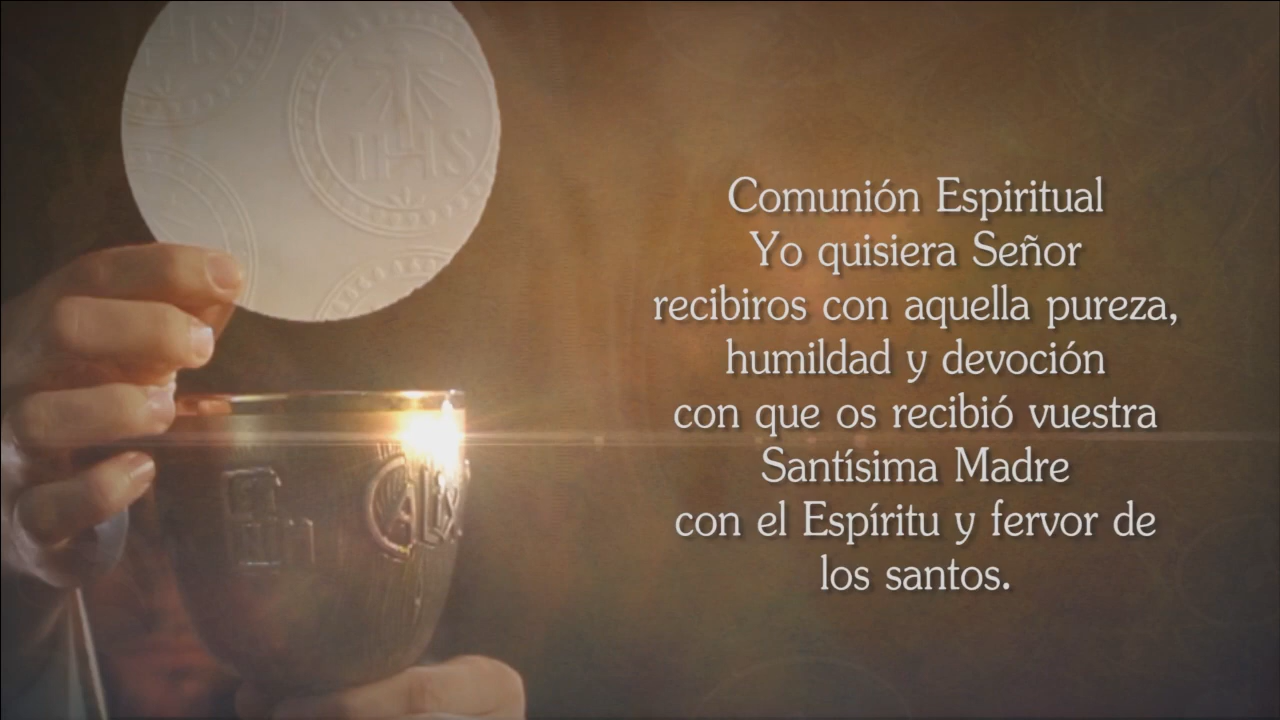 IHS
Comunión Espiritual
Yo quisiera Señor
recibiros con aquella pureza,
humildad y devoción
con que os recibió vuestra
Santísima Madre
con el Espíritu y fervor de
los santos.